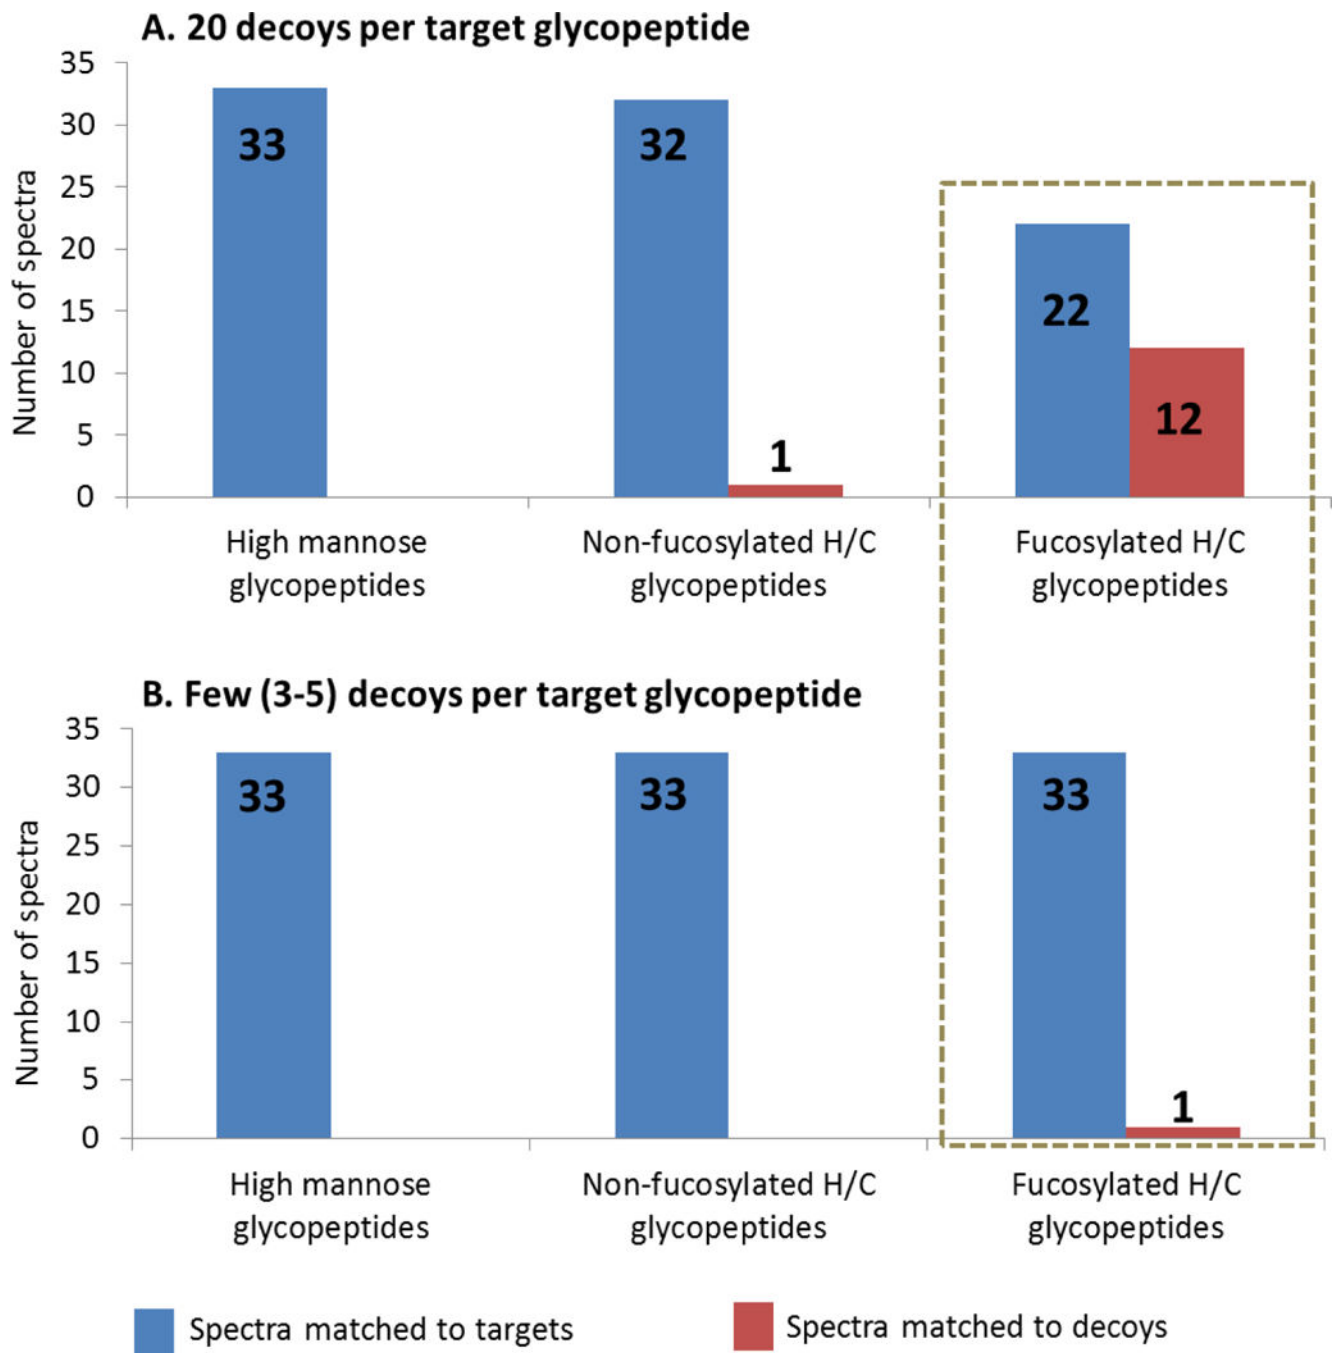 A. 20 decoys per target glycopeptide
35
30
25
20
15
10
5
0
Number of spectra
33
32
1
22
12
High mannose
glycopeptides
Non-fucosylated H/C
glycopeptides
Fucosylated H/C
glycopeptides
B. Few (3-5) decoys per target glycopeptide
35
30
25
20
15
10
5
0
Number of spectra
33
33
33
1
High mannose
glycopeptides
Non-fucosylated H/C
glycopeptides
Fucosylated H/C
glycopeptides
Spectra matched to targets
Spectra matched to decoys